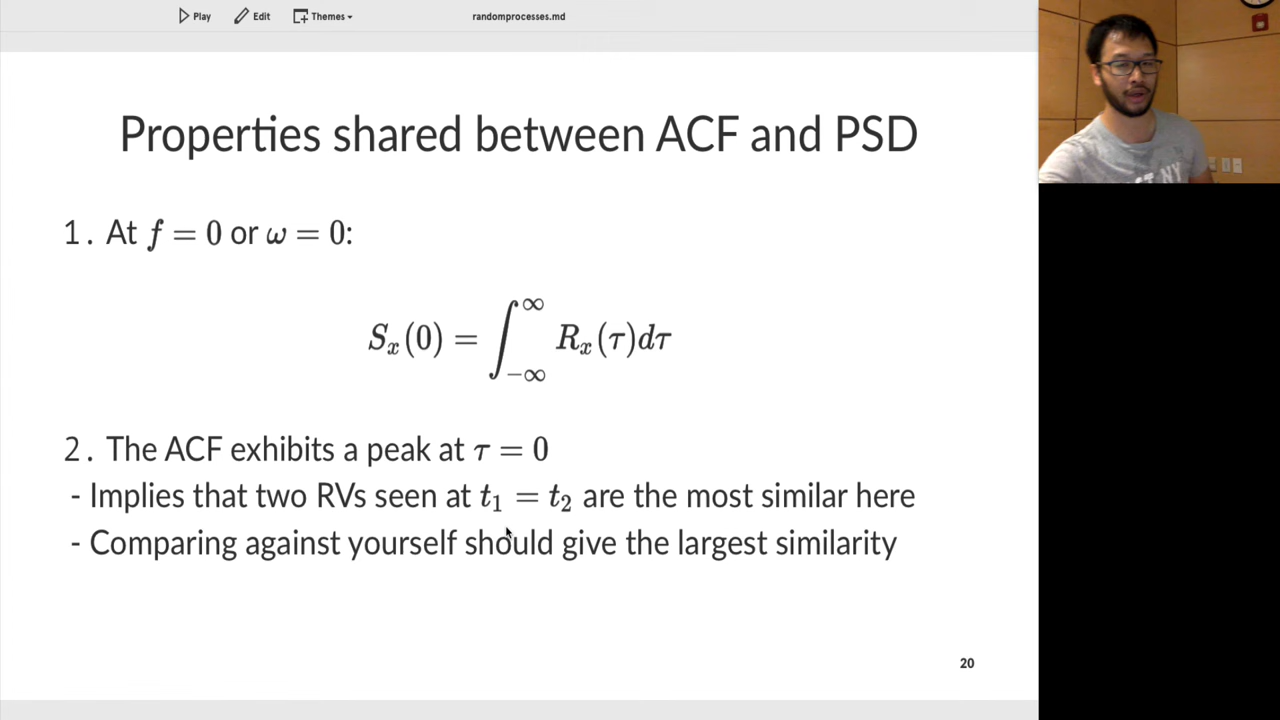 Play Edit Themes randomprocesses.md
Properties shared between ACF and PSD
1. At f = 0 or ω = 0:
S_x(0) = ∫_{-∞}^{∞} R_x(τ)dτ
2. The ACF exhibits a peak at τ = 0
- Implies that two RVs seen at t₁ = t₂ are the most similar here
- Comparing against yourself should give the largest similarity
20